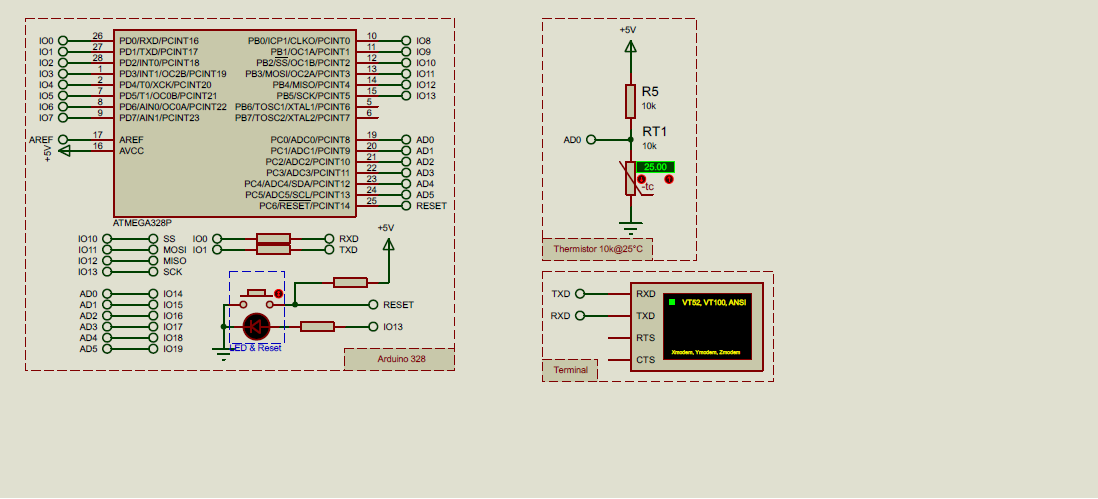 IO0 26 PD0/RXD/PCINT16 PB0/ICP1/CLKO/PCINT0 10 IO8
IO1 27 PD1/TXD/PCINT17 PB1/OC1A/PCINT1 11 IO9
IO2 28 PD2/INT0/PCINT18 PB2/SS/OC1B/PCINT2 12 IO10
IO3 1 PD3/INT1/OC2B/PCINT19 PB3/MOSI/OC2A/PCINT3 13 IO11
IO4 2 PD4/T0/XCK/PCINT20 PB4/MISO/PCINT4 14 IO12
IO5 7 PD5/T1/OC0B/PCINT21 PB5/SCK/PCINT5 15 IO13
IO6 8 PD6/AIN0/OC0A/PCINT22 PB6/TOSC1/XTAL1/PCINT6 5
IO7 9 PD7/AIN1/PCINT23 PB7/TOSC2/XTAL2/PCINT7 6
AREF 17 AREF PC0/ADC0/PCINT8 19 AD0
+5V 16 AVCC PC1/ADC1/PCINT9 20 AD1
PC2/ADC2/PCINT10 21 AD2
PC3/ADC3/PCINT11 22 AD3
PC4/ADC4/SDA/PCINT12 23 AD4
PC5/ADC5/SCL/PCINT13 24 AD5
PC6/RESET/PCINT14 25 RESET
ATMEGA328P
IO10 SS IO0 RXD
IO11 MOSI IO1 TXD
IO12 MISO
IO13 SCK
+5V
AD0 IO14
AD1 IO15
AD2 IO16
AD3 IO17
AD4 IO18
AD5 IO19
RESET
IO13
LED & Reset
Arduino 328
+5V
R5
10k
AD0
RT1
10k
25.00
-tc
Thermistor 10k@25°C
TXD RXD
RXD TXD
RTS
CTS
VT52, VT100, ANSI
Xmodem, Ymodem, Zmodem
Terminal